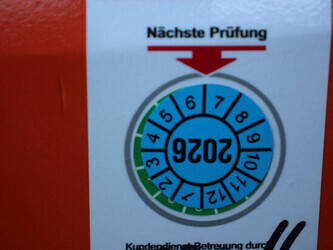 Nächste Prüfung
1 2 3 4 5 6 7 8 9 10 11 12
2026
Kundendienst-Betreuung durch